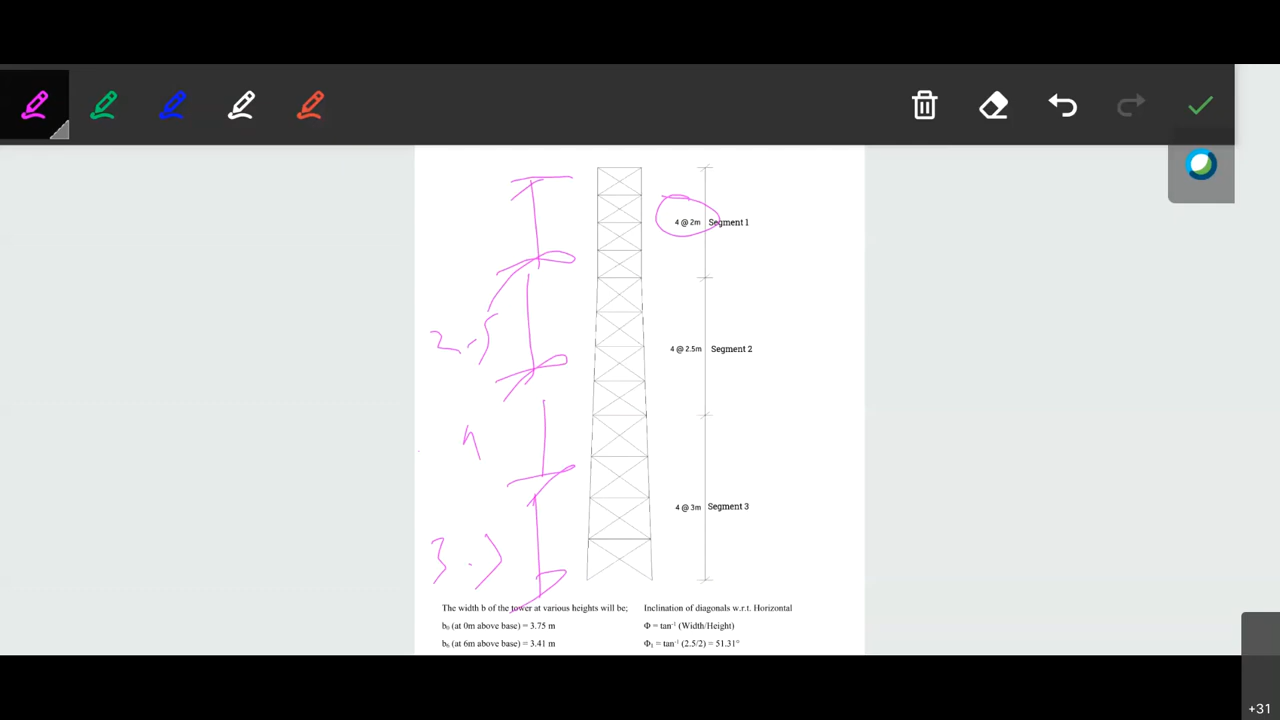 4 @ 2m Segment 1
2.5
4 @ 2.5m Segment 2
4 @ 3m Segment 3
The width b of the tower at various heights will be;
b₀ (at 0m above base) = 3.75 m
b₆ (at 6m above base) = 3.41 m
Inclination of diagonals w.r.t. Horizontal
Φ = tan⁻¹ (Width/Height)
Φ₁ = tan⁻¹ (2.5/2) = 51.31°
+31